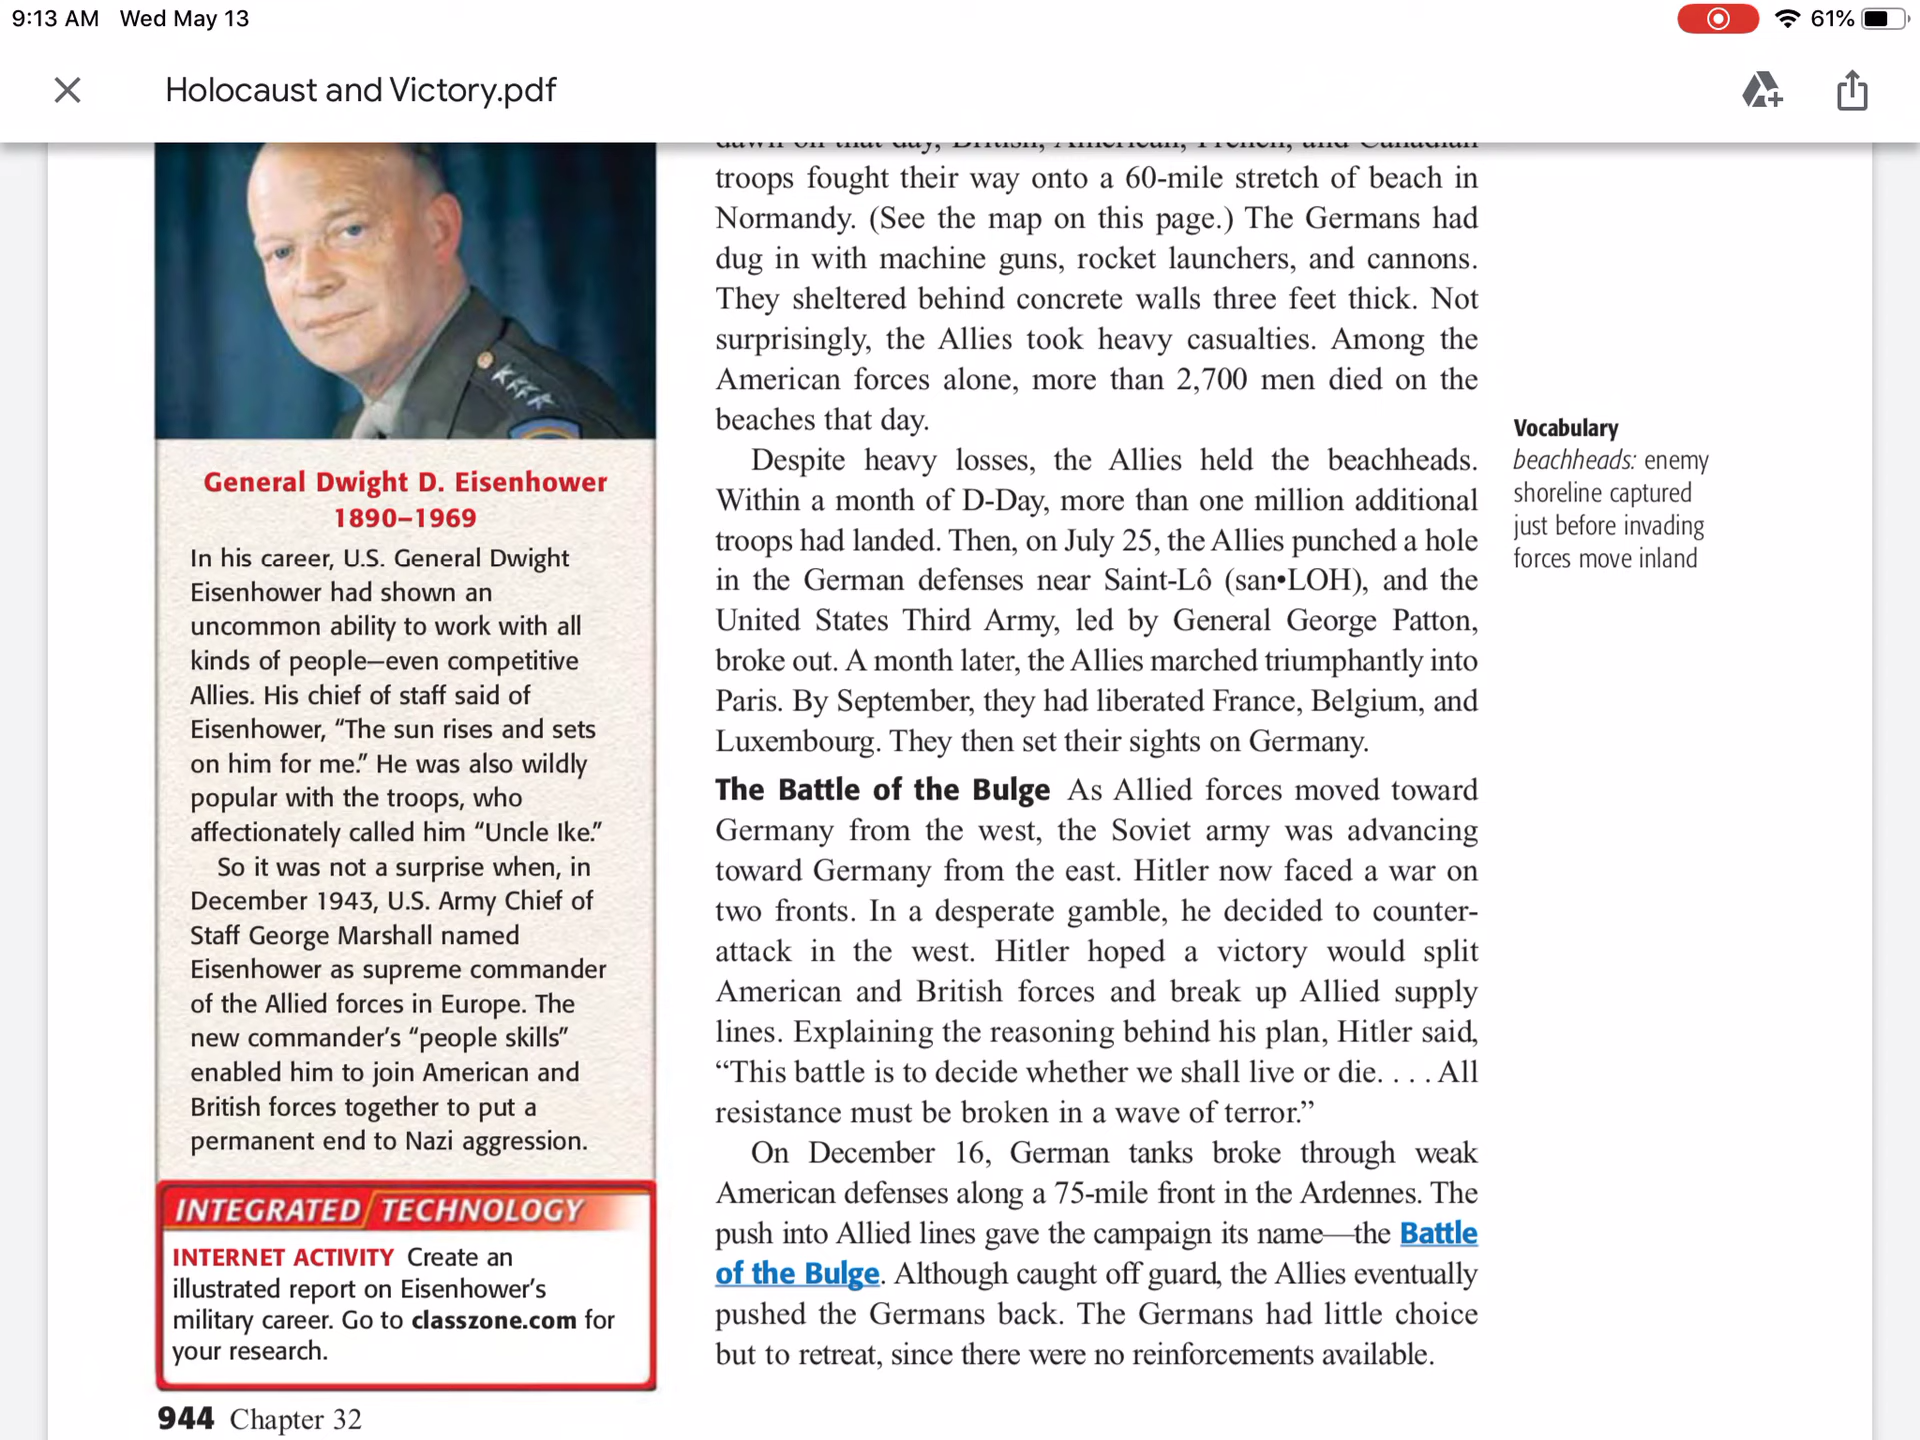 9:13 AM Wed May 13
61%
Holocaust and Victory.pdf
General Dwight D. Eisenhower
1890–1969
In his career, U.S. General Dwight
Eisenhower had shown an
uncommon ability to work with all
kinds of people—even competitive
Allies. His chief of staff said of
Eisenhower, “The sun rises and sets
on him for me.” He was also wildly
popular with the troops, who
affectionately called him “Uncle Ike.”
So it was not a surprise when, in
December 1943, U.S. Army Chief of
Staff George Marshall named
Eisenhower as supreme commander
of the Allied forces in Europe. The
new commander’s “people skills”
enabled him to join American and
British forces together to put a
permanent end to Nazi aggression.
INTEGRATED TECHNOLOGY
INTERNET ACTIVITY Create an
illustrated report on Eisenhower’s
military career. Go to classzone.com for
your research.
944 Chapter 32
dawn on that day, British, American, French, and Canadian
troops fought their way onto a 60-mile stretch of beach in
Normandy. (See the map on this page.) The Germans had
dug in with machine guns, rocket launchers, and cannons.
They sheltered behind concrete walls three feet thick. Not
surprisingly, the Allies took heavy casualties. Among the
American forces alone, more than 2,700 men died on the
beaches that day.
Despite heavy losses, the Allies held the beachheads.
Within a month of D-Day, more than one million additional
troops had landed. Then, on July 25, the Allies punched a hole
in the German defenses near Saint-Lô (san•LOH), and the
United States Third Army, led by General George Patton,
broke out. A month later, the Allies marched triumphantly into
Paris. By September, they had liberated France, Belgium, and
Luxembourg. They then set their sights on Germany.
The Battle of the Bulge As Allied forces moved toward
Germany from the west, the Soviet army was advancing
toward Germany from the east. Hitler now faced a war on
two fronts. In a desperate gamble, he decided to counter-
attack in the west. Hitler hoped a victory would split
American and British forces and break up Allied supply
lines. Explaining the reasoning behind his plan, Hitler said,
“This battle is to decide whether we shall live or die. . . . All
resistance must be broken in a wave of terror.”
On December 16, German tanks broke through weak
American defenses along a 75-mile front in the Ardennes. The
push into Allied lines gave the campaign its name—the Battle
of the Bulge. Although caught off guard, the Allies eventually
pushed the Germans back. The Germans had little choice
but to retreat, since there were no reinforcements available.
Vocabulary
beachheads: enemy
shoreline captured
just before invading
forces move inland